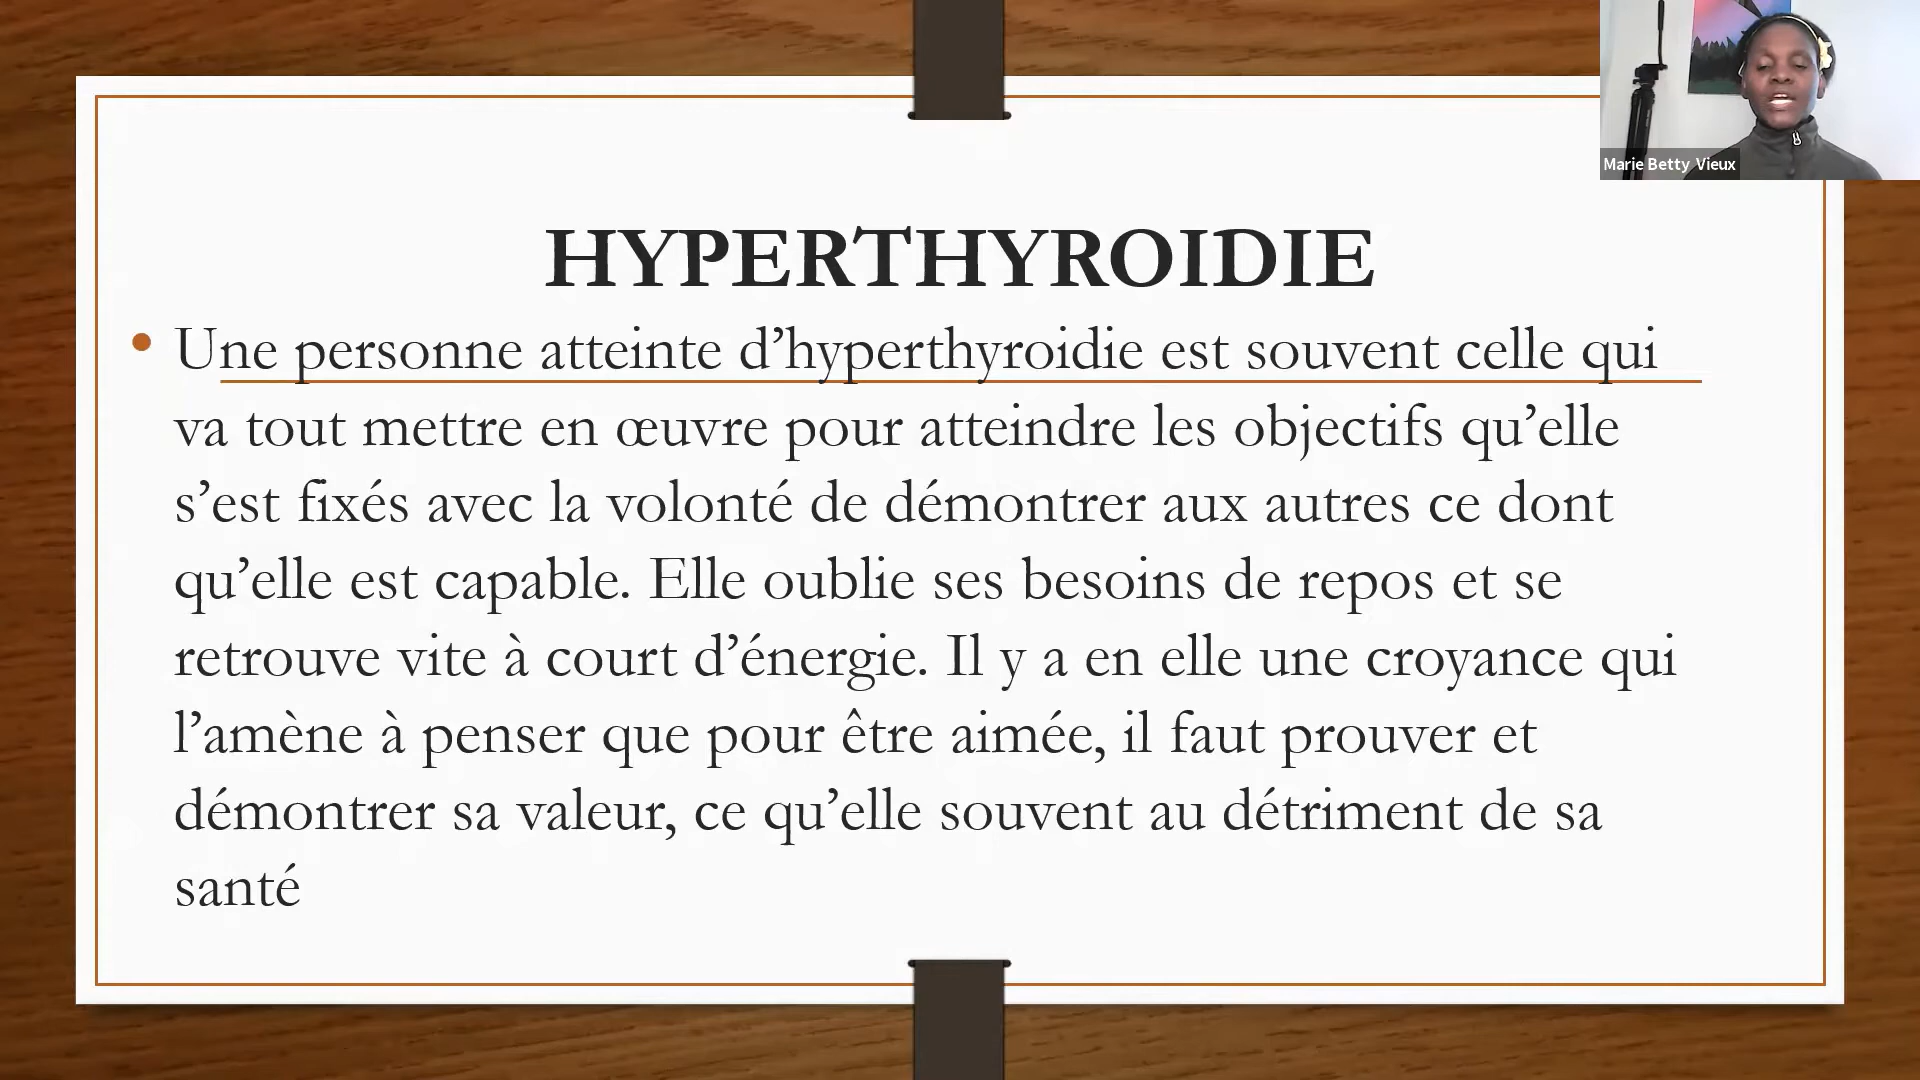 Marie Betty Vieux
HYPERTHYROIDIE
• Une personne atteinte d’hyperthyroidie est souvent celle qui
va tout mettre en œuvre pour atteindre les objectifs qu’elle
s’est fixés avec la volonté de démontrer aux autres ce dont
qu’elle est capable. Elle oublie ses besoins de repos et se
retrouve vite à court d’énergie. Il y a en elle une croyance qui
l’amène à penser que pour être aimée, il faut prouver et
démontrer sa valeur, ce qu’elle souvent au détriment de sa
santé